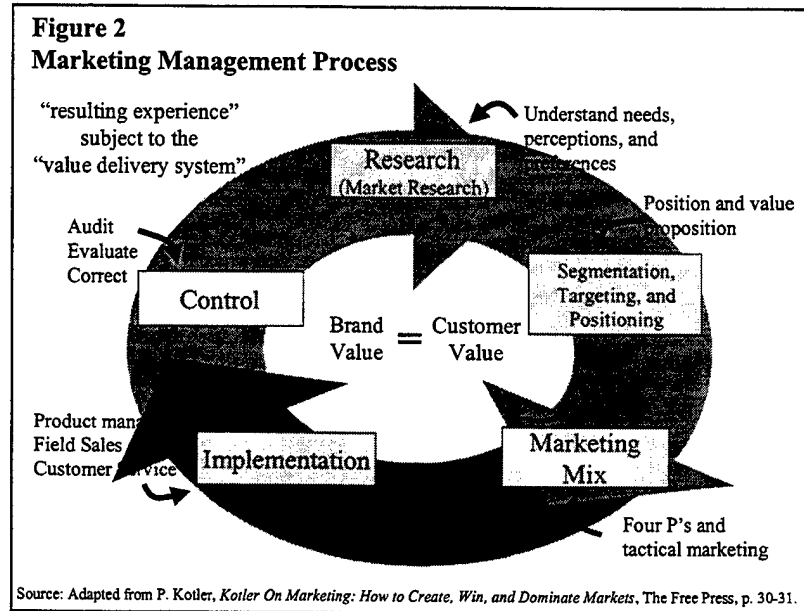 Figure 2
Marketing Management Process
"resulting experience"
subject to the
"value delivery system"
Understand needs,
perceptions, and
Research
(Market Research)
Position and value
Audit
Evaluate
Correct
Control
Segmentation,
Targeting, and
Positioning
Brand
Value
=
Customer
Value
Product
Field Sales
Customer Service
Implementation
Marketing
Mix
Four P's and
tactical marketing
Source: Adapted from P. Kotler, Kotler On Marketing: How to Create, Win, and Dominate Markets, The Free Press, p. 30-31.